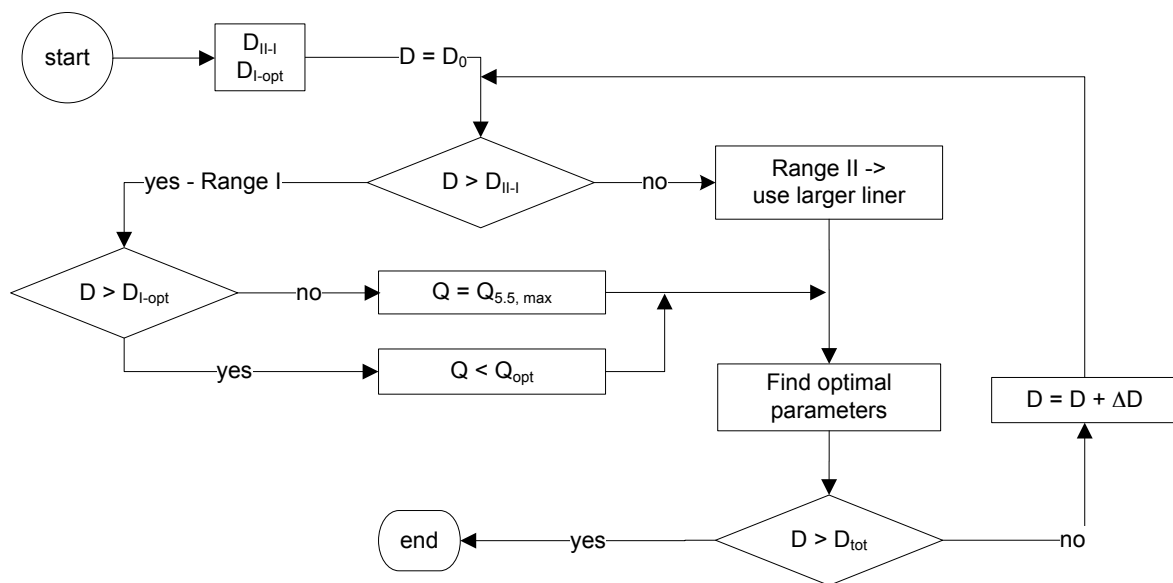 start
D_II-I
D_I-opt
D = D₀
D > D_II-I
yes - Range I
no
Range II ->
use larger liner
D > D_I-opt
no
Q = Q_5.5, max
yes
Q < Q_opt
Find optimal
parameters
D = D + ΔD
end
yes
D > D_tot
no